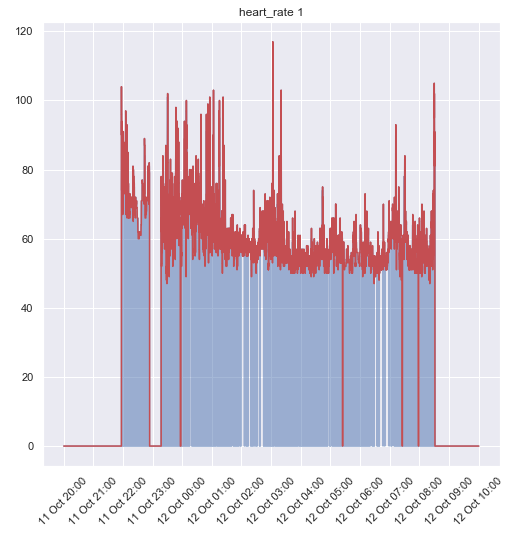 heart_rate 1
120
100
80
60
40
20
0
11 Oct 20:00
11 Oct 21:00
11 Oct 22:00
11 Oct 23:00
12 Oct 00:00
12 Oct 01:00
12 Oct 02:00
12 Oct 03:00
12 Oct 04:00
12 Oct 05:00
12 Oct 06:00
12 Oct 07:00
12 Oct 08:00
12 Oct 09:00
12 Oct 10:00